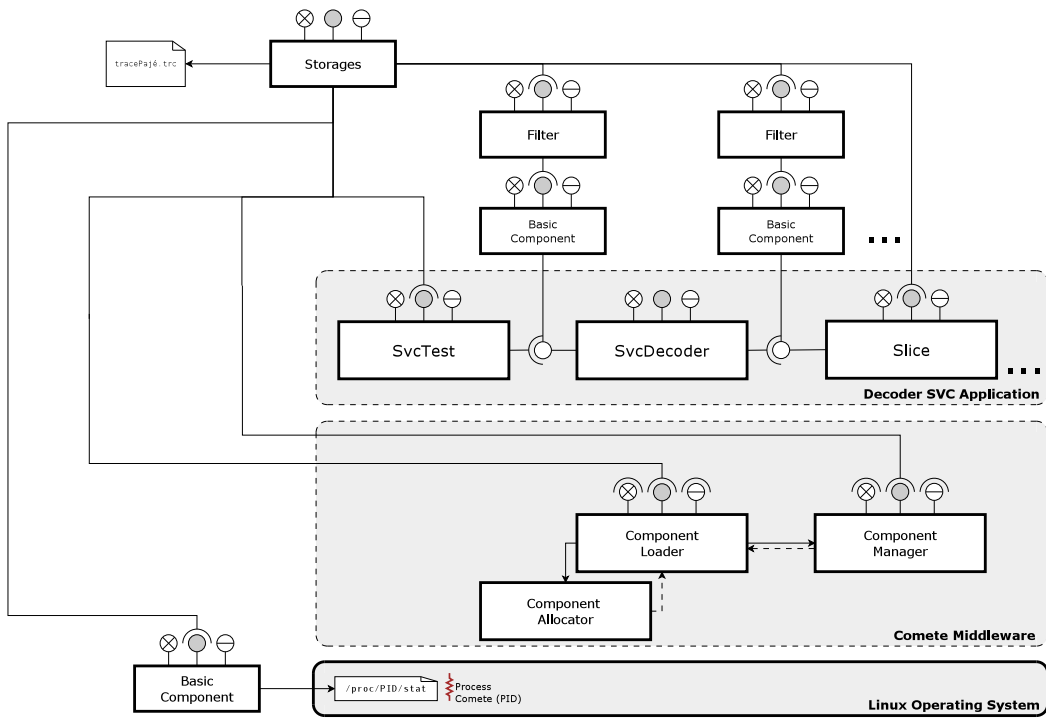 Storages
tracePajé.trc
Filter
Filter
Basic
Component
Basic
Component
...
SvcTest
SvcDecoder
Slice
...
Decoder SVC Application
Component
Loader
Component
Manager
Component
Allocator
Comete Middleware
Basic
Component
/proc/PID/stat
Process
Comete (PID)
Linux Operating System